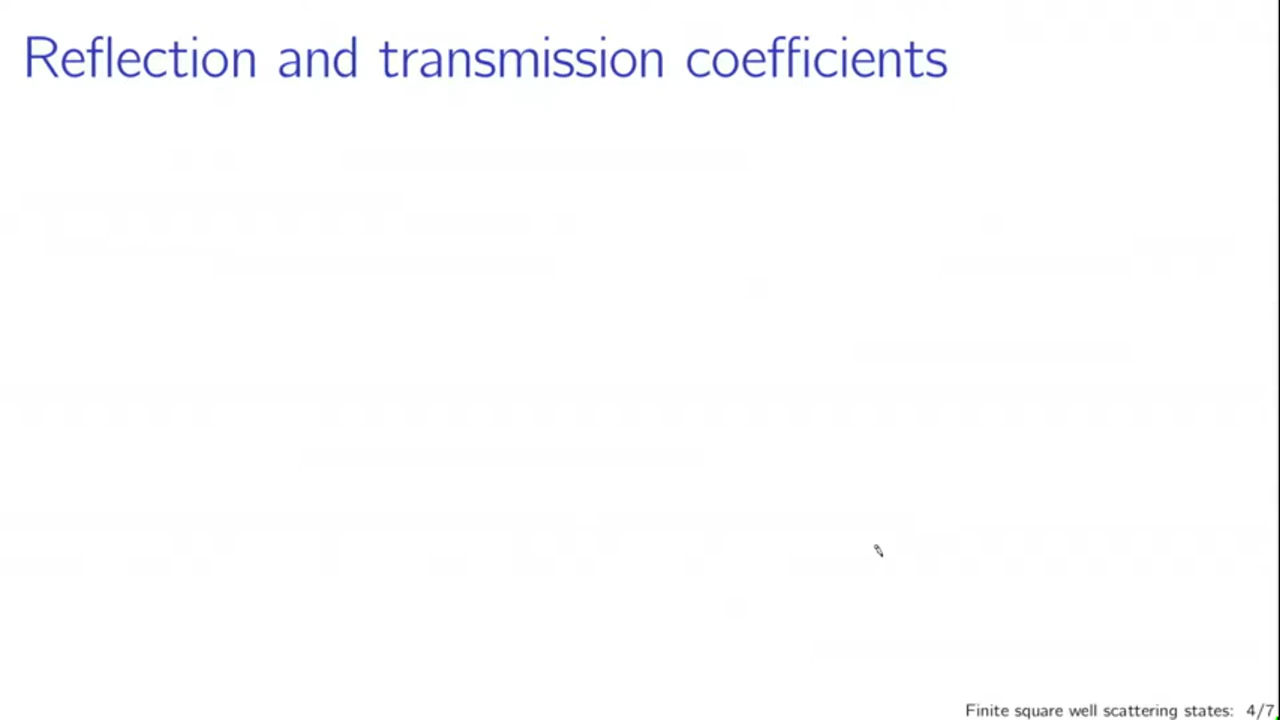 Reflection and transmission coefficients
Finite square well scattering states: 4/7